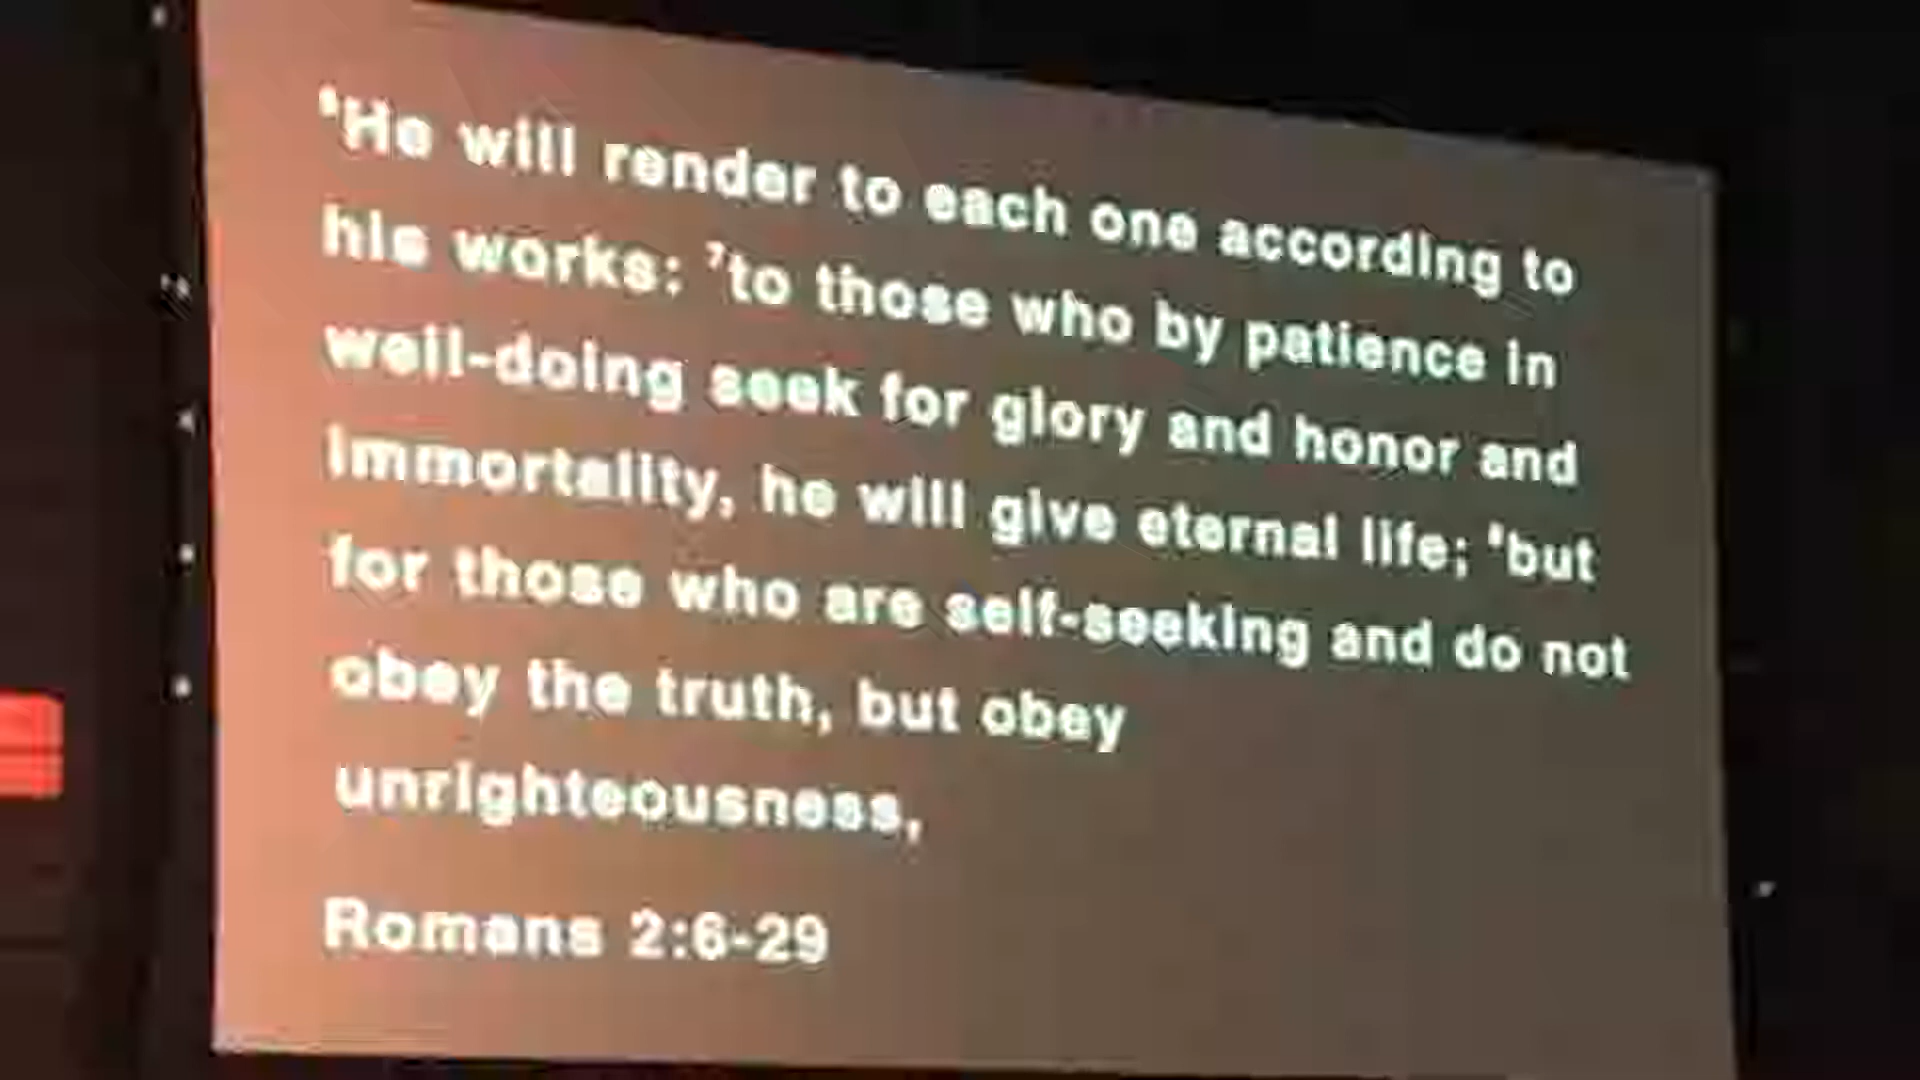 ⁶He will render to each one according to
his works: ⁷to those who by patience in
well-doing seek for glory and honor and
immortality, he will give eternal life; ⁸but
for those who are self-seeking and do not
obey the truth, but obey
unrighteousness,
Romans 2:6-29